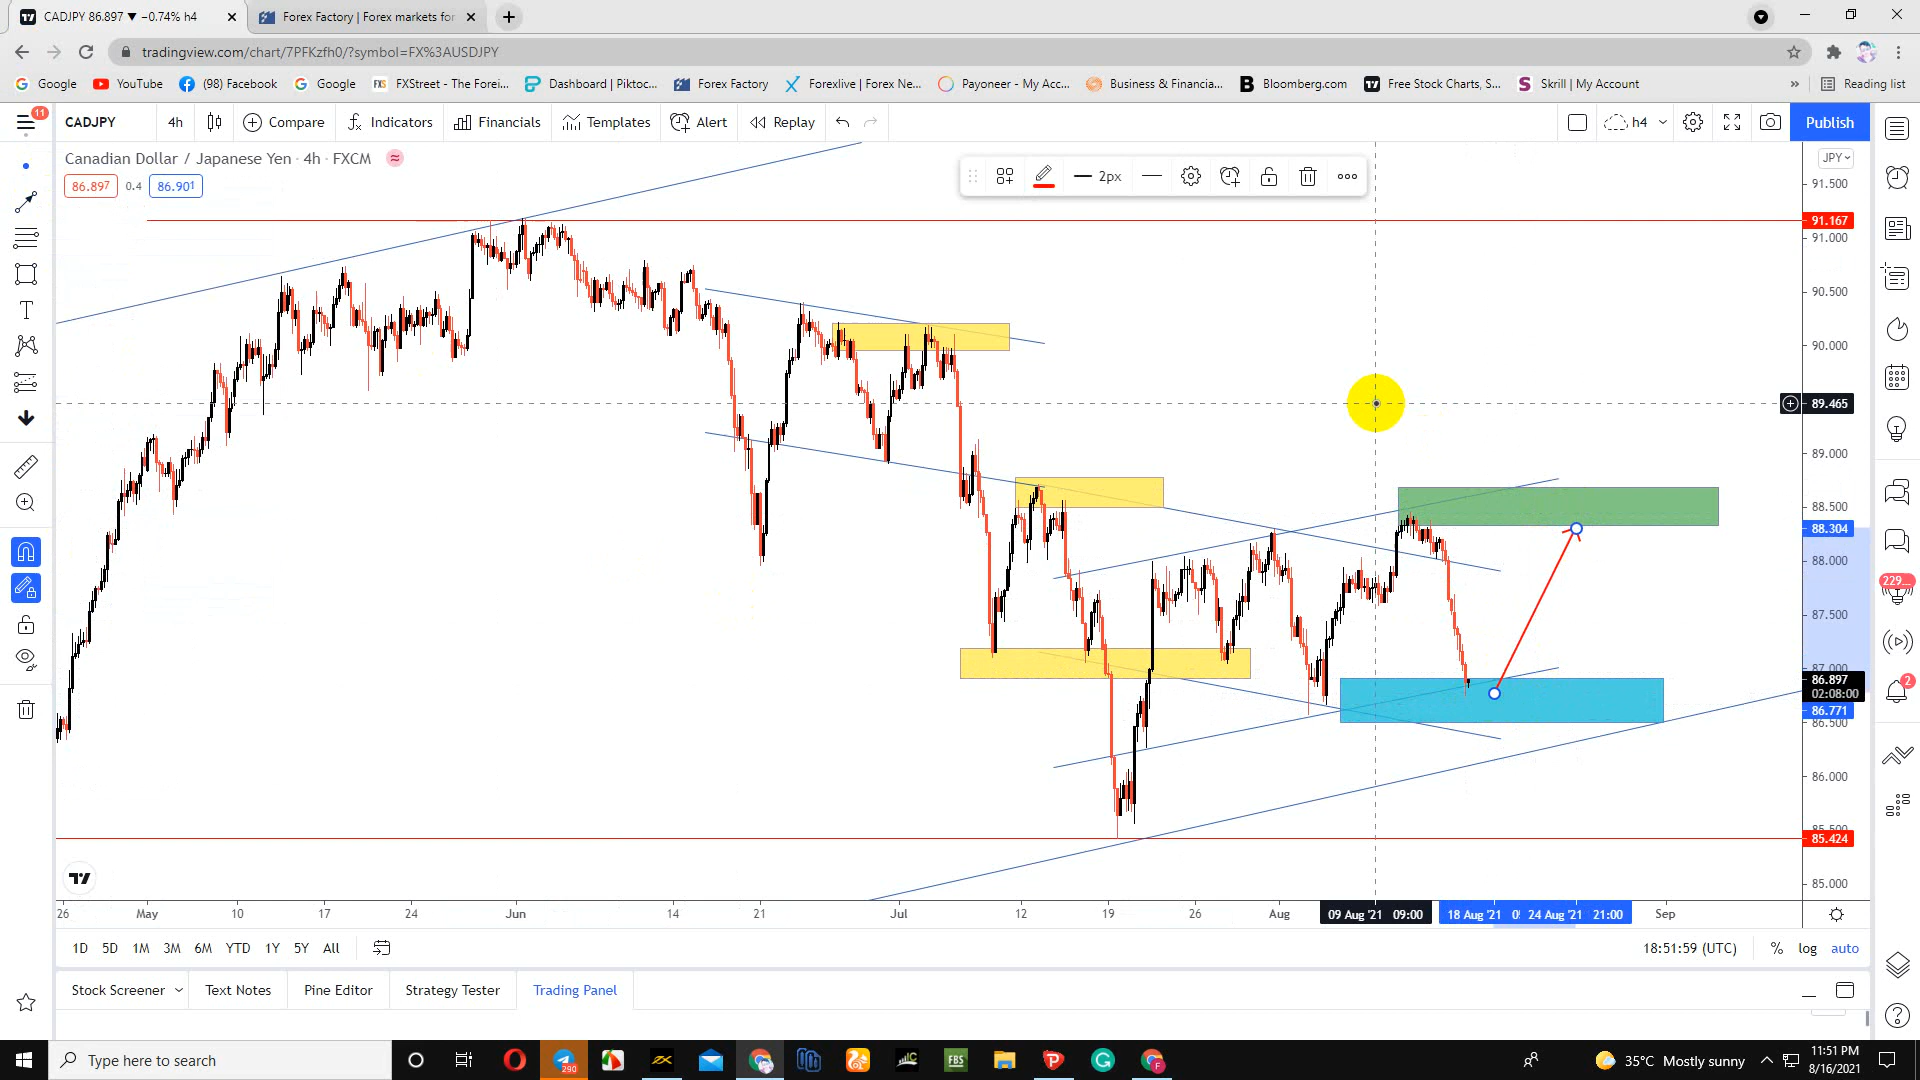 CADJPY 86.897 ▼ −0.74% h4
Forex Factory | Forex markets for
tradingview.com/chart/7PFKzfh0/?symbol=FX%3AUSDJPY
Google YouTube (98) Facebook Google FXStreet - The Forei... Dashboard | Piktoc... Forex Factory Forexlive | Forex Ne... Payoneer - My Acc... Business & Financia... Bloomberg.com Free Stock Charts, S... Skrill | My Account » Reading list
11
CADJPY 4h Compare Indicators Financials Templates Alert Replay h4 Publish
Canadian Dollar / Japanese Yen · 4h · FXCM
JPY
86.897 0.4 86.901
2px
91.500
91.167
91.000
90.500
90.000
89.465
89.000
88.500
88.304
88.000
87.500
87.000
86.897
02:08:00
86.771
86.500
86.000
85.424
85.000
229...
2
26 May 10 17 24 Jun 14 21 Jul 12 19 26 Aug 09 Aug '21 09:00 18 Aug '21 24 Aug '21 21:00 Sep
1D 5D 1M 3M 6M YTD 1Y 5Y All 18:51:59 (UTC) % log auto
Stock Screener Text Notes Pine Editor Strategy Tester Trading Panel
Type here to search
290
FBS
35°C Mostly sunny
11:51 PM
8/16/2021